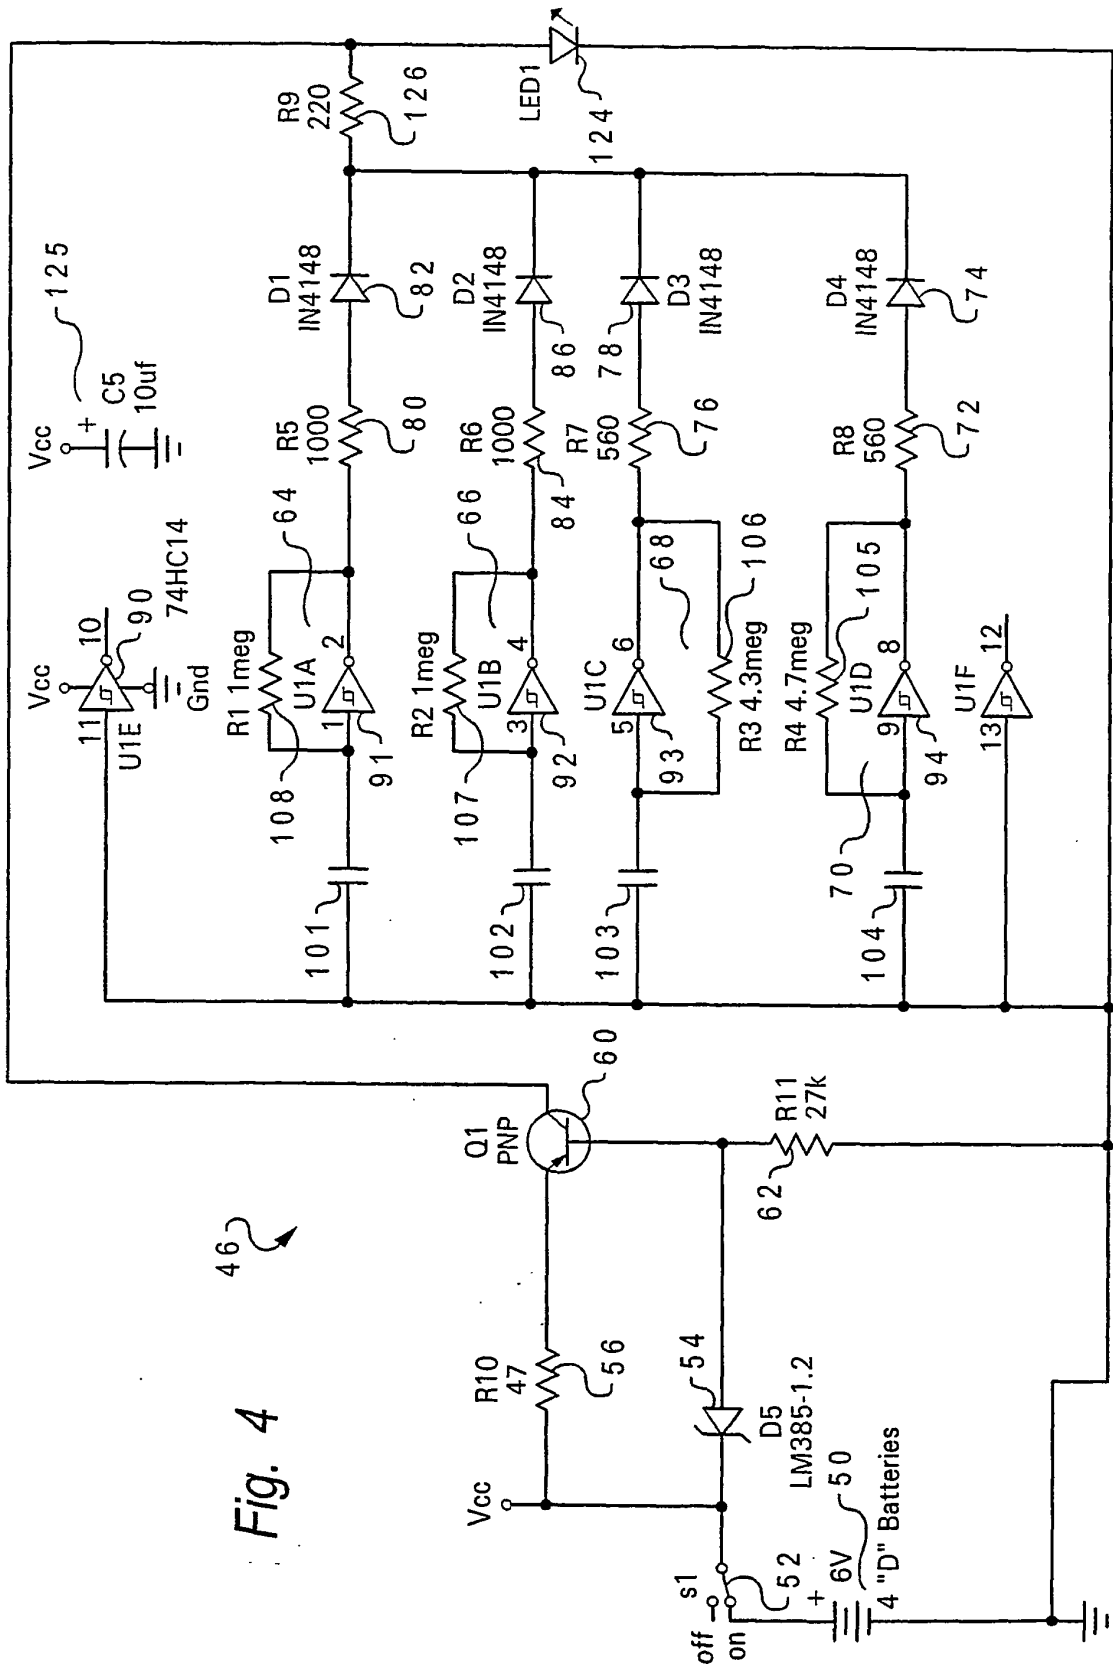 Fig. 4
46
Vcc
R10
47
56
Q1
PNP
60
s1
off
on
52
+
6V
50
4 "D" Batteries
D5
LM385-1.2
54
62
R11
27k
Vcc
11
10
U1E
90
74HC14
Gnd
Vcc
+
C5
10uf
125
R1 1meg
108
U1A
1
2
91
64
101
R5
1000
80
D1
IN4148
82
R9
220
126
R2 1meg
107
U1B
3
4
92
66
102
R6
1000
84
D2
IN4148
86
LED1
124
U1C
5
6
93
68
103
106
R3 4.3meg
R7
560
76
78
D3
IN4148
R4 4.7meg
105
U1D
9
8
94
70
104
R8
560
72
D4
IN4148
74
U1F
13
12